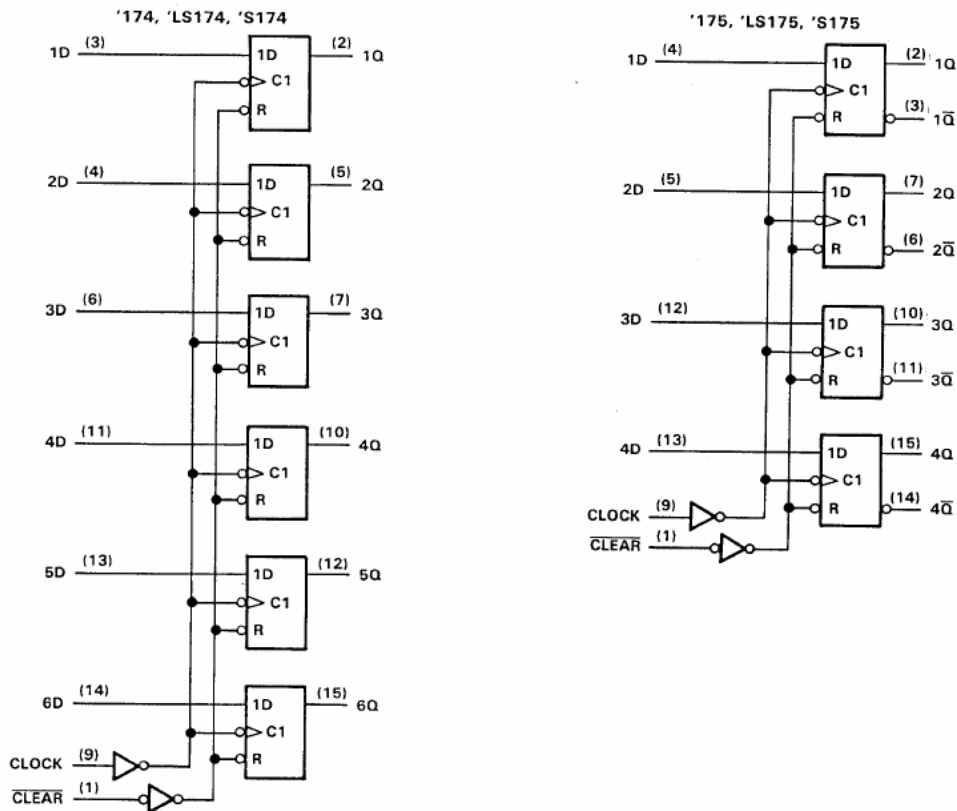 '174, 'LS174, 'S174
1D (3) 1D (2) 1Q
C1
R
2D (4) 1D (5) 2Q
C1
R
3D (6) 1D (7) 3Q
C1
R
4D (11) 1D (10) 4Q
C1
R
5D (13) 1D (12) 5Q
C1
R
6D (14) 1D (15) 6Q
C1
R
CLOCK (9)
C̅L̅E̅A̅R̅ (1)
'175, 'LS175, 'S175
1D (4) 1D (2) 1Q
C1
R (3) 1Q̅
2D (5) 1D (7) 2Q
C1
R (6) 2Q̅
3D (12) 1D (10) 3Q
C1
R (11) 3Q̅
4D (13) 1D (15) 4Q
C1
R (14) 4Q̅
CLOCK (9)
C̅L̅E̅A̅R̅ (1)